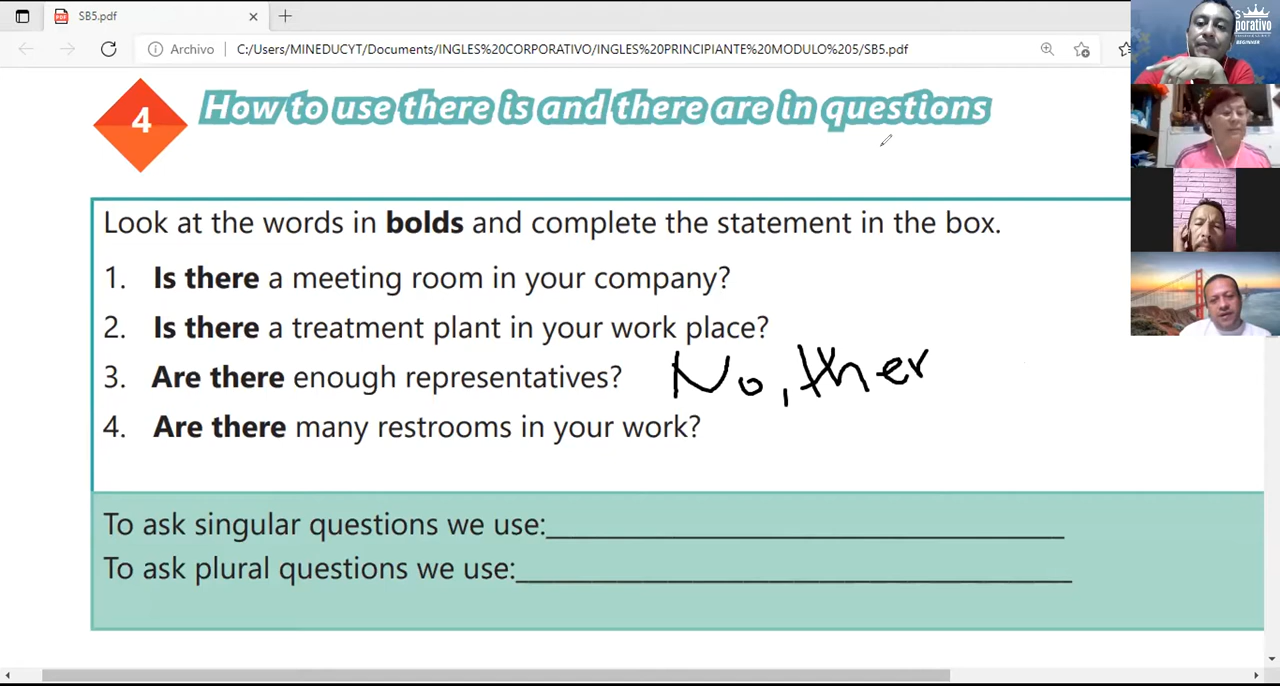 SB5.pdf
Archivo
C:/Users/MINEDUCYT/Documents/INGLES%20CORPORATIVO/INGLES%20PRINCIPIANTE%20MODULO%205/SB5.pdf
4
How to use there is and there are in questions
Look at the words in bolds and complete the statement in the box.
1. Is there a meeting room in your company?
2. Is there a treatment plant in your work place?
3. Are there enough representatives? No, ther
4. Are there many restrooms in your work?
To ask singular questions we use:
To ask plural questions we use:
BEGINNER